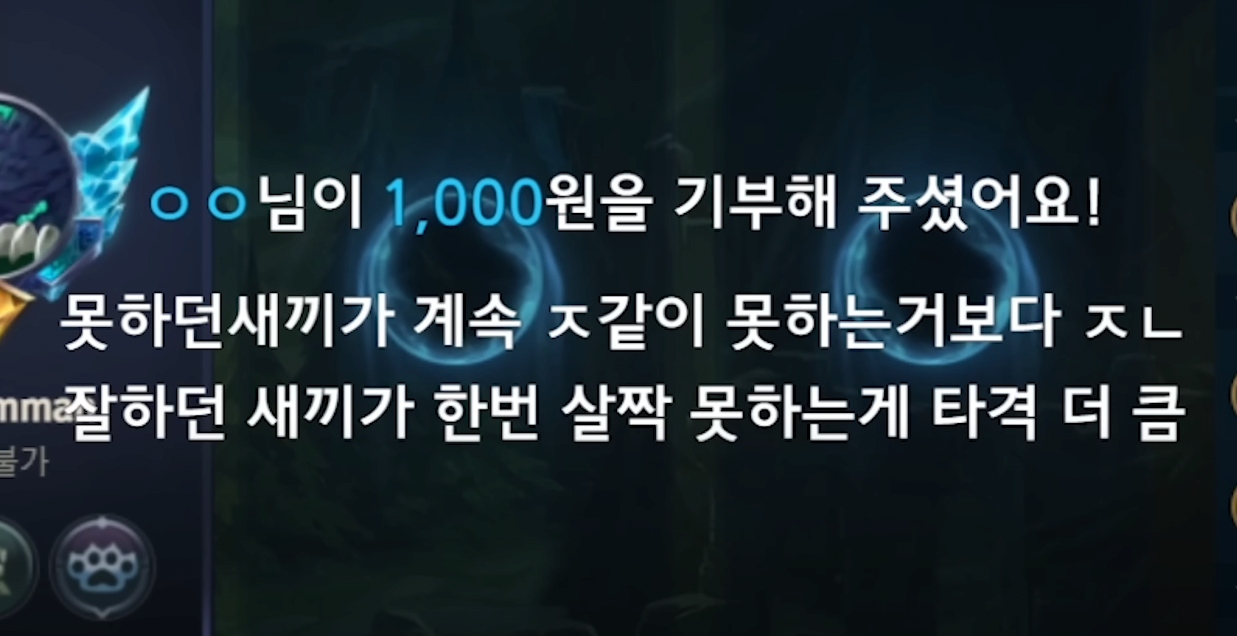 ㅇㅇ님이 1,000원을 기부해 주셨어요!
못하던새끼가 계속 ㅈ같이 못하는거보다 ㅈㄴ
잘하던 새끼가 한번 살짝 못하는게 타격 더 큼
불가